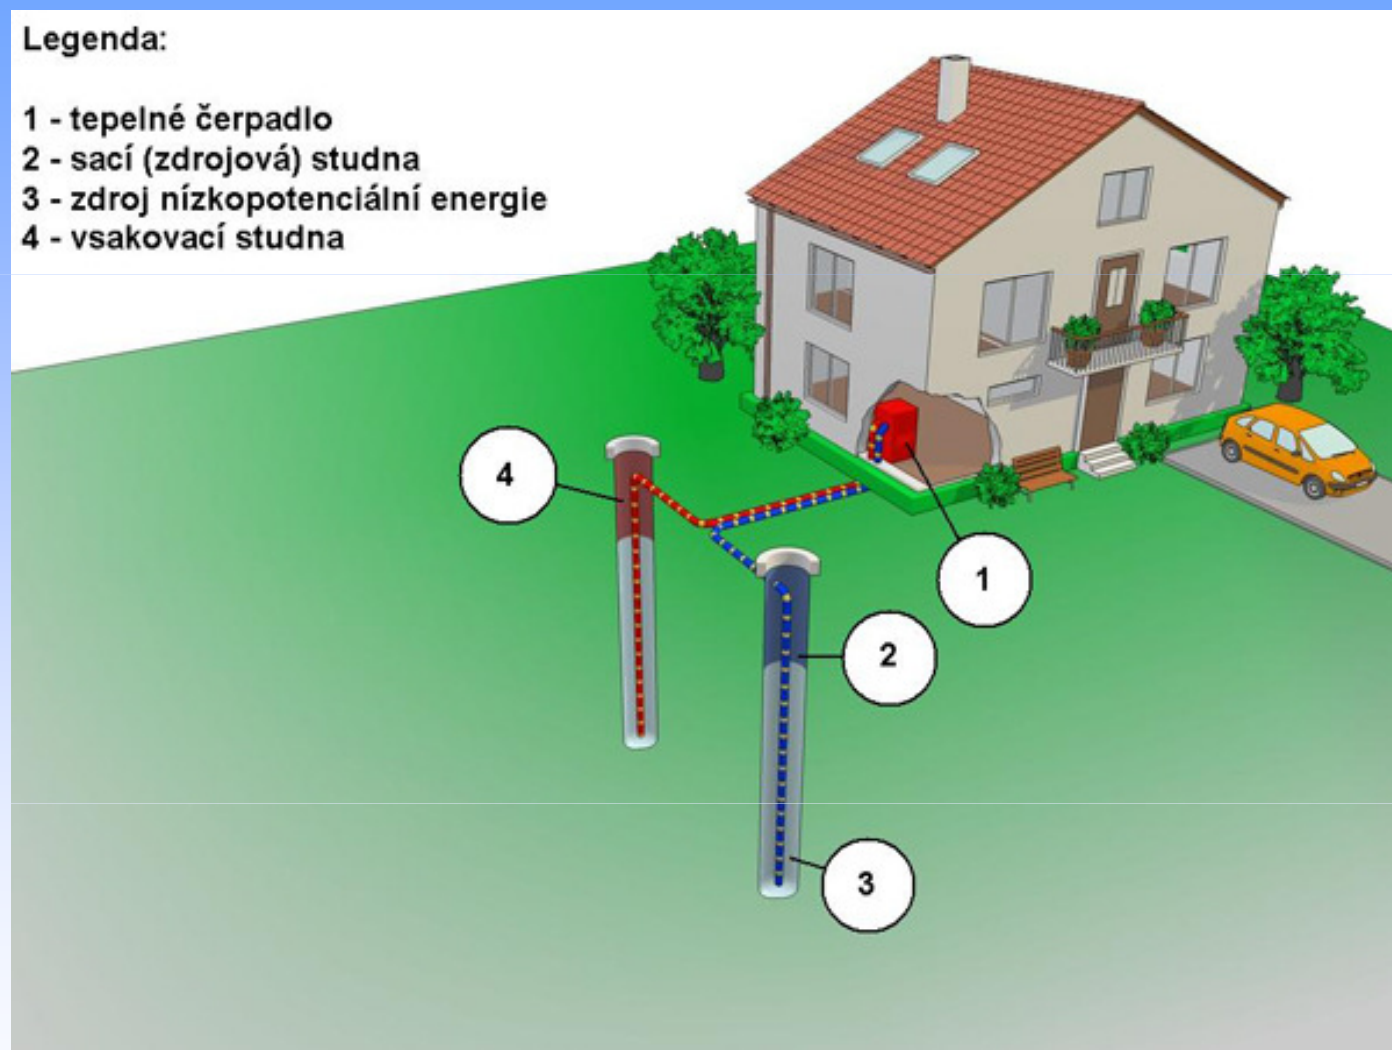 Legenda:
1 - tepelné čerpadlo
2 - sací (zdrojová) studna
3 - zdroj nízkopotenciální energie
4 - vsakovací studna
4
1
2
3